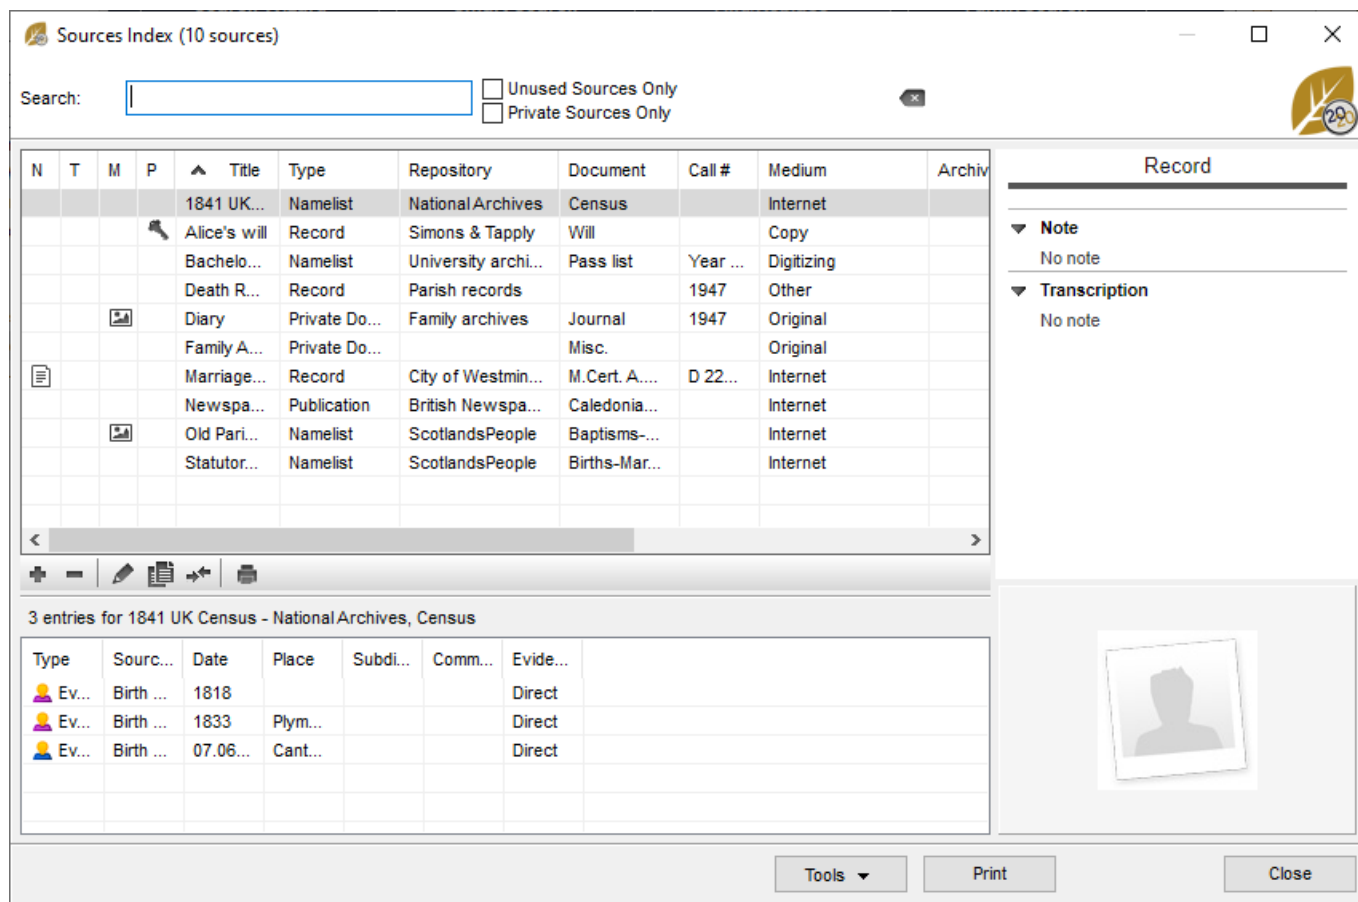 Sources Index (10 sources)
Search:
Unused Sources Only
Private Sources Only
2020
N T M P Title Type Repository Document Call # Medium Archiv
1841 UK... Namelist National Archives Census Internet
Alice's will Record Simons & Tapply Will Copy
Bachelo... Namelist University archi... Pass list Year ... Digitizing
Death R... Record Parish records 1947 Other
Diary Private Do... Family archives Journal 1947 Original
Family A... Private Do... Misc. Original
Marriage... Record City of Westmin... M.Cert. A.... D 22... Internet
Newspa... Publication British Newspa... Caledonia... Internet
Old Pari... Namelist ScotlandsPeople Baptisms-... Internet
Statutor... Namelist ScotlandsPeople Births-Mar... Internet
Record
Note
No note
Transcription
No note
3 entries for 1841 UK Census - National Archives, Census
Type Sourc... Date Place Subdi... Comm... Evide...
Ev... Birth ... 1818 Direct
Ev... Birth ... 1833 Plym... Direct
Ev... Birth ... 07.06... Cant... Direct
Tools Print Close